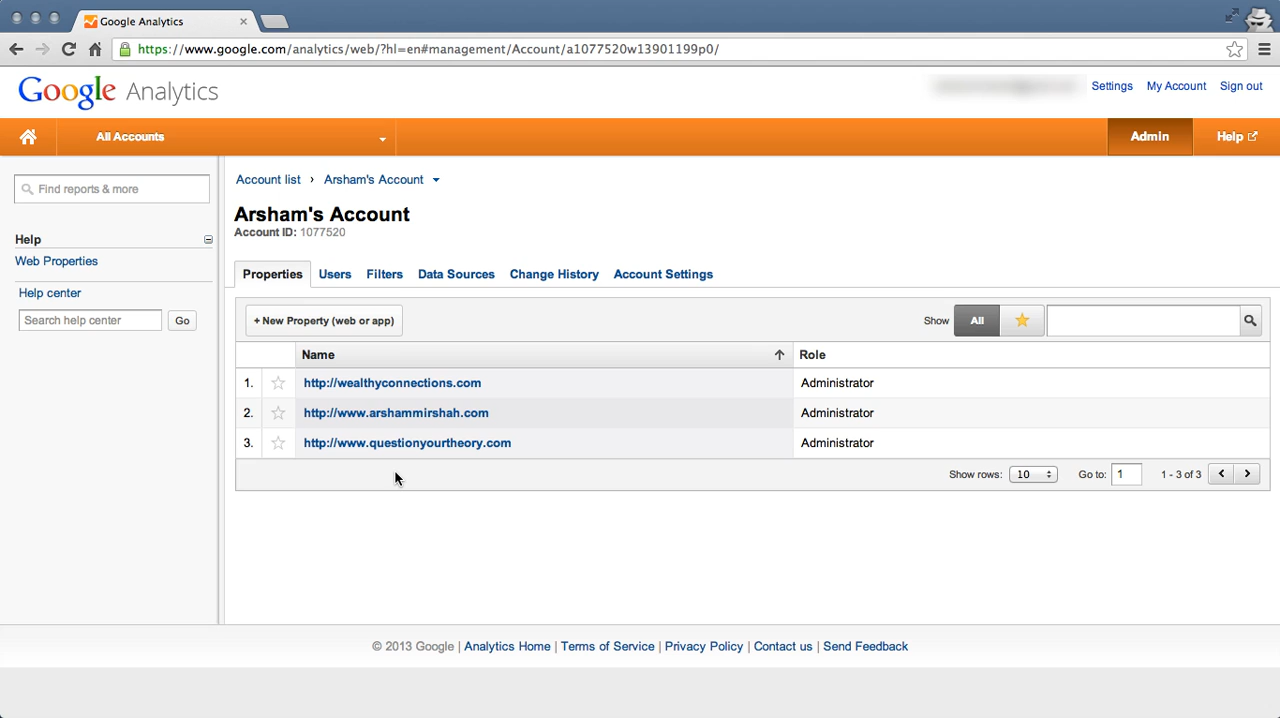 Google Analytics
https://www.google.com/analytics/web/?hl=en#management/Account/a1077520w13901199p0/
Google Analytics
Settings My Account Sign out
All Accounts
Admin
Help
Find reports & more
Account list › Arsham's Account
Arsham's Account
Account ID: 1077520
Help
Web Properties
Help center
Search help center Go
Properties Users Filters Data Sources Change History Account Settings
+ New Property (web or app) Show All
Name Role
1. http://wealthyconnections.com Administrator
2. http://www.arshammirshah.com Administrator
3. http://www.questionyourtheory.com Administrator
Show rows: 10 Go to: 1 1 - 3 of 3
© 2013 Google | Analytics Home | Terms of Service | Privacy Policy | Contact us | Send Feedback